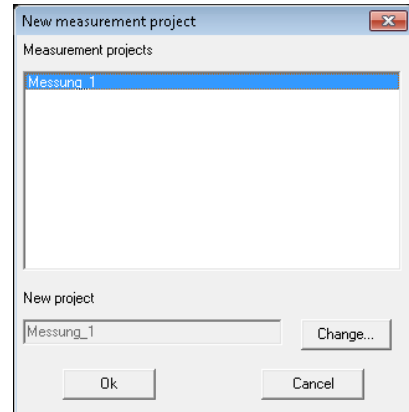 New measurement project
Measurement projects
Messung_1
New project
Messung_1
Change...
Ok
Cancel